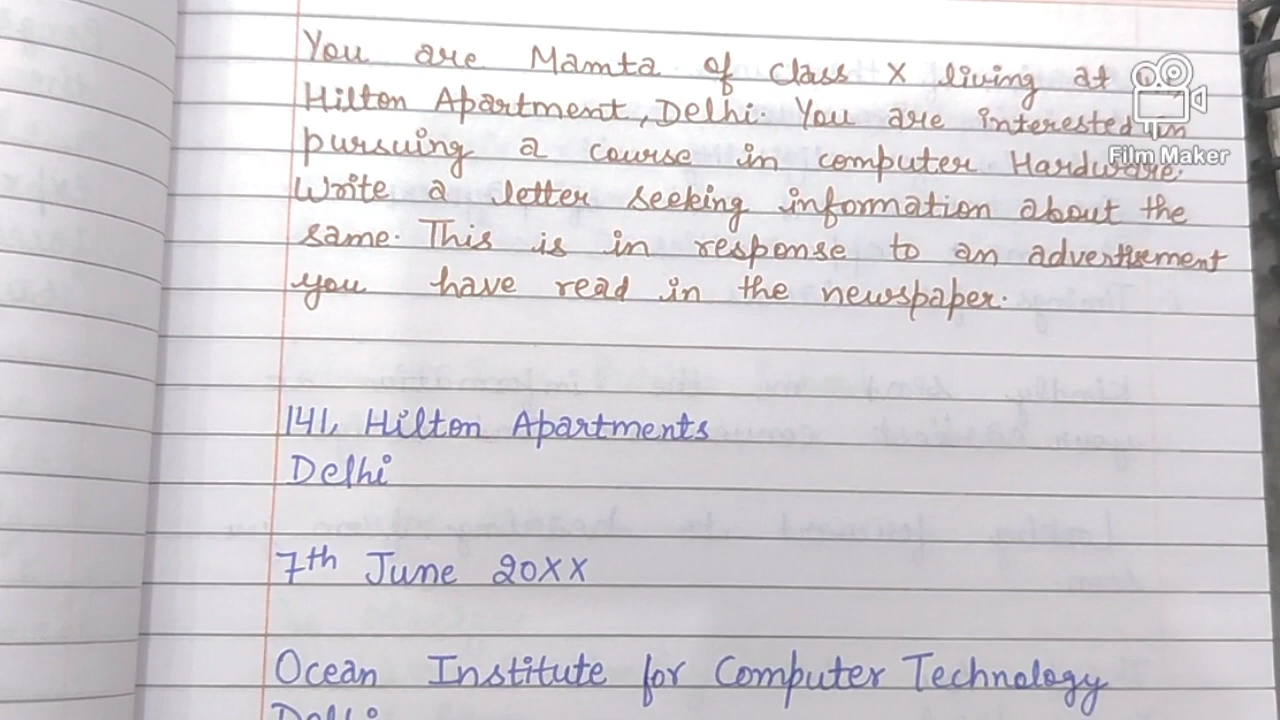 You are Mamta of class X living at
Hilton Apartment, Delhi. You are interested in
pursuing a course in computer Hardware.
Write a letter seeking information about the
same. This is in response to an advertisement
you have read in the newspaper.
Film Maker
141, Hilton Apartments
Delhi
7th June 20XX
Ocean Institute for Computer Technology
Delhi